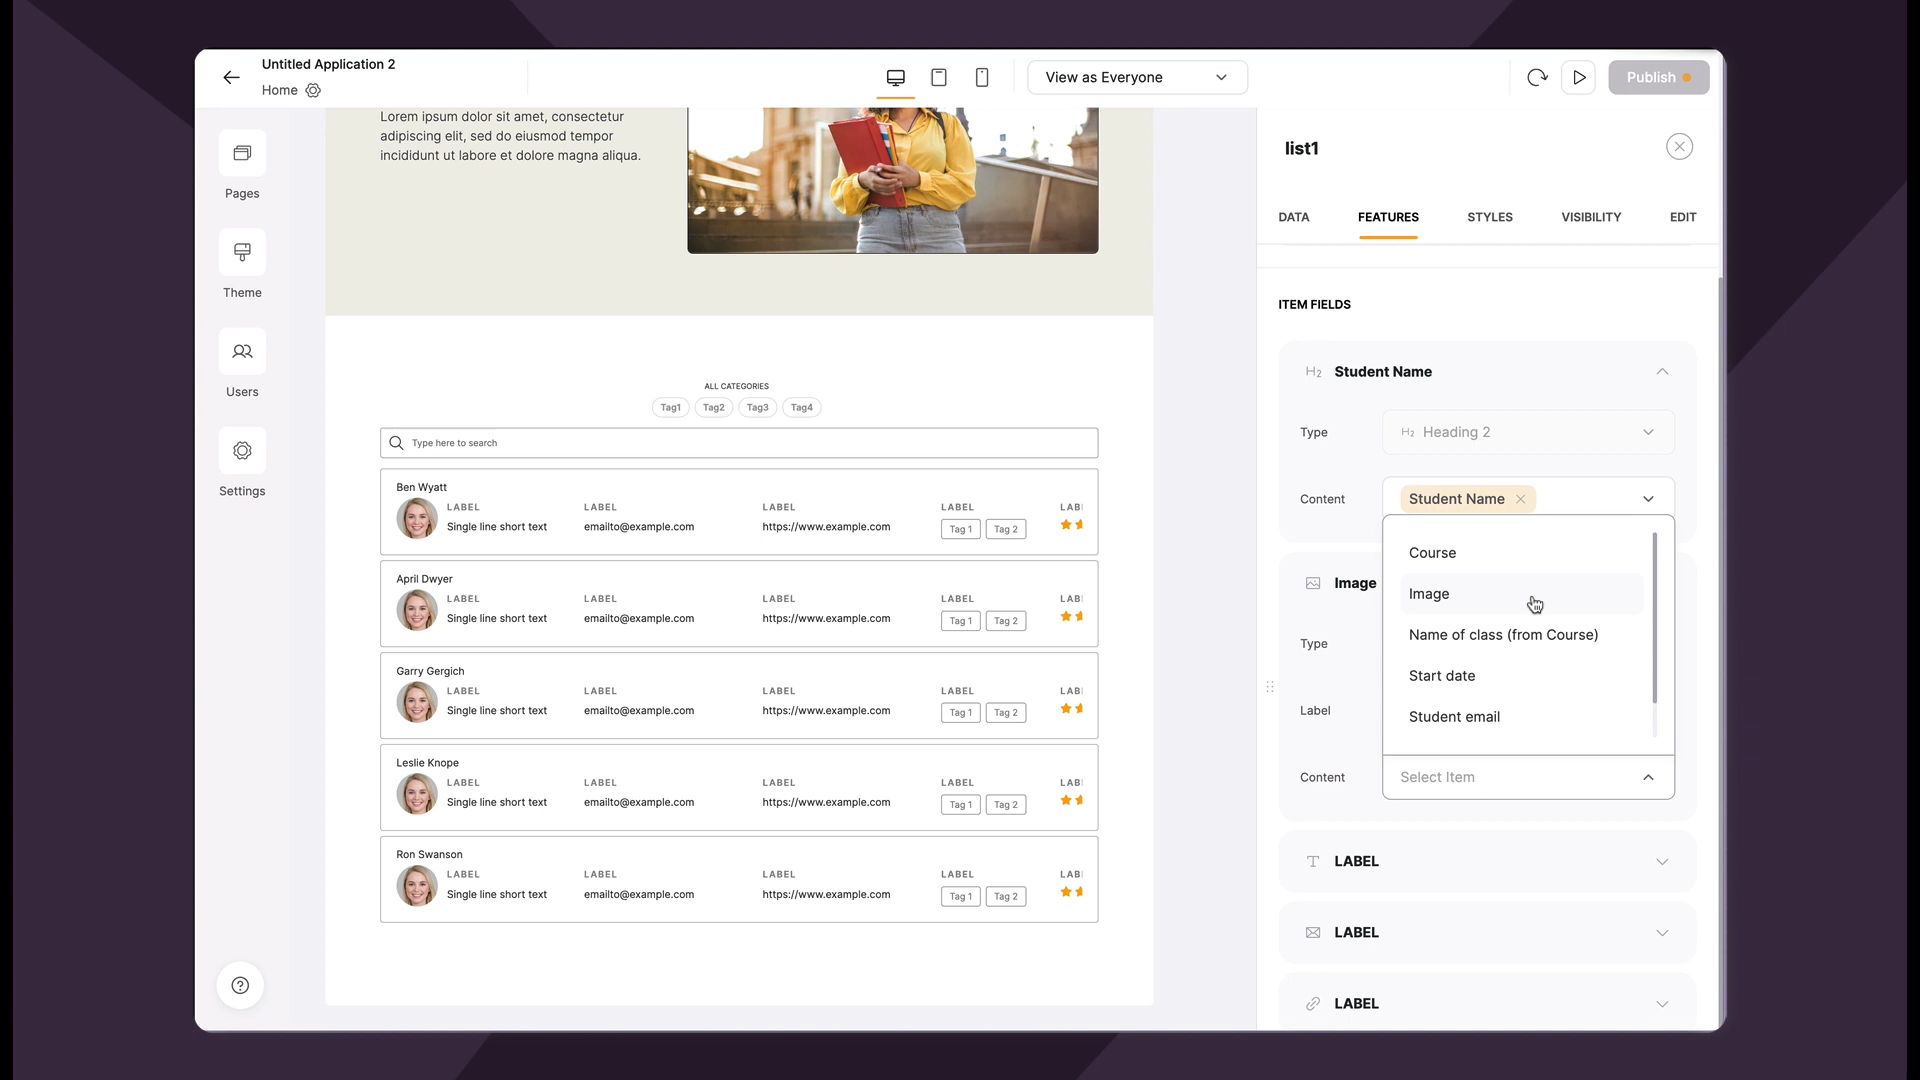 Untitled Application 2
Home
View as Everyone
Publish
Pages
Theme
Users
Settings
Lorem ipsum dolor sit amet, consectetur
adipiscing elit, sed do eiusmod tempor
incididunt ut labore et dolore magna aliqua.
ALL CATEGORIES
Tag1 Tag2 Tag3 Tag4
Type here to search
Ben Wyatt
LABEL LABEL LABEL LABEL LAB
Single line short text emailto@example.com https://www.example.com Tag 1 Tag 2
April Dwyer
LABEL LABEL LABEL LABEL LAB
Single line short text emailto@example.com https://www.example.com Tag 1 Tag 2
Garry Gergich
LABEL LABEL LABEL LABEL LAB
Single line short text emailto@example.com https://www.example.com Tag 1 Tag 2
Leslie Knope
LABEL LABEL LABEL LABEL LAB
Single line short text emailto@example.com https://www.example.com Tag 1 Tag 2
Ron Swanson
LABEL LABEL LABEL LABEL LAB
Single line short text emailto@example.com https://www.example.com Tag 1 Tag 2
list1
DATA FEATURES STYLES VISIBILITY EDIT
ITEM FIELDS
H2 Student Name
Type H2 Heading 2
Content Student Name
Course
Image
Name of class (from Course)
Start date
Student email
Image
Type
Label
Content Select Item
LABEL
LABEL
LABEL